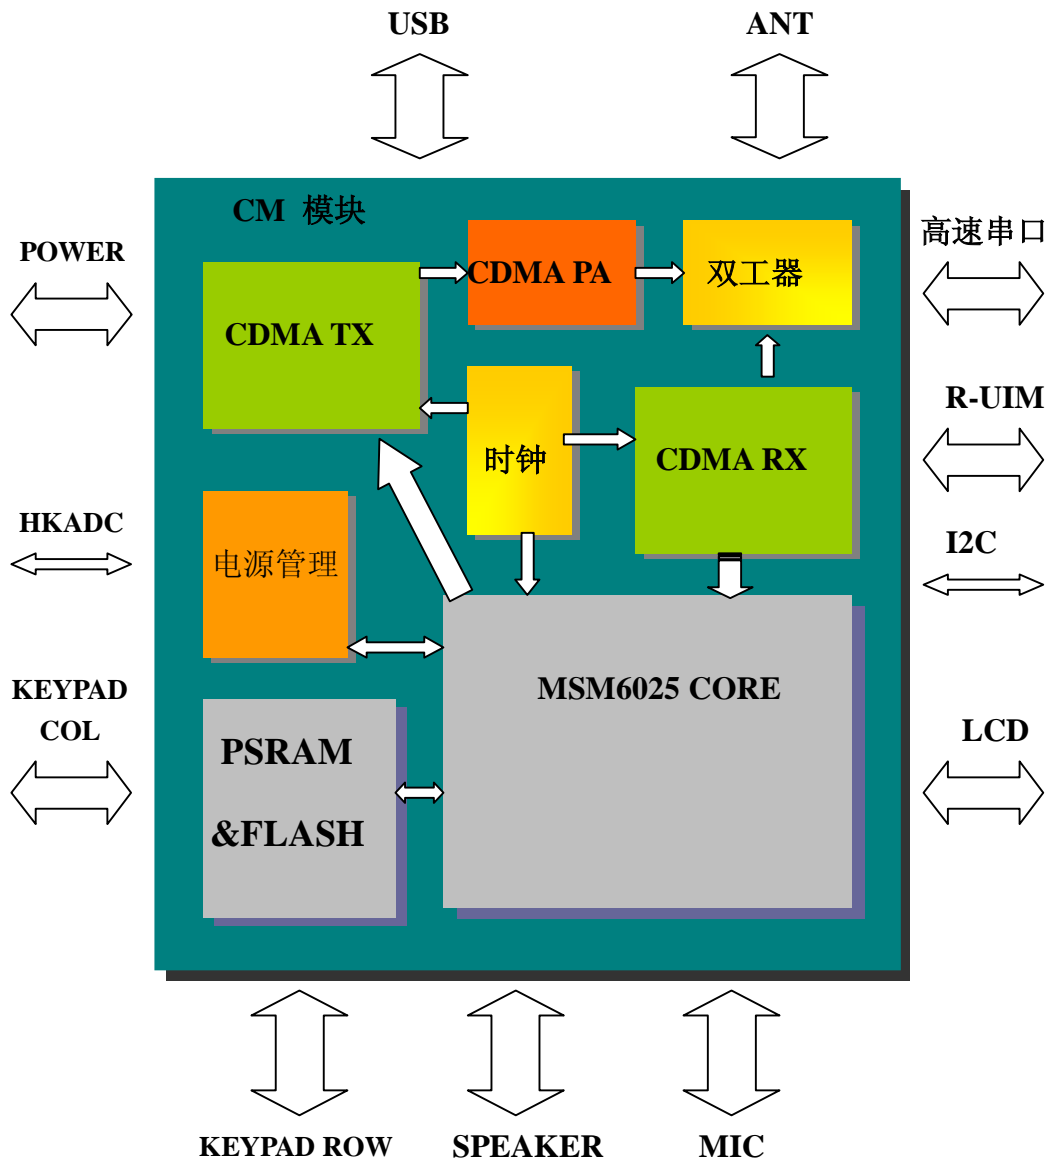 USB
ANT
CM 模块
高速串口
POWER
CDMA PA
双工器
CDMA TX
R-UIM
时钟
CDMA RX
HKADC
I2C
电源管理
KEYPAD
COL
MSM6025 CORE
LCD
PSRAM
&FLASH
KEYPAD ROW
SPEAKER
MIC